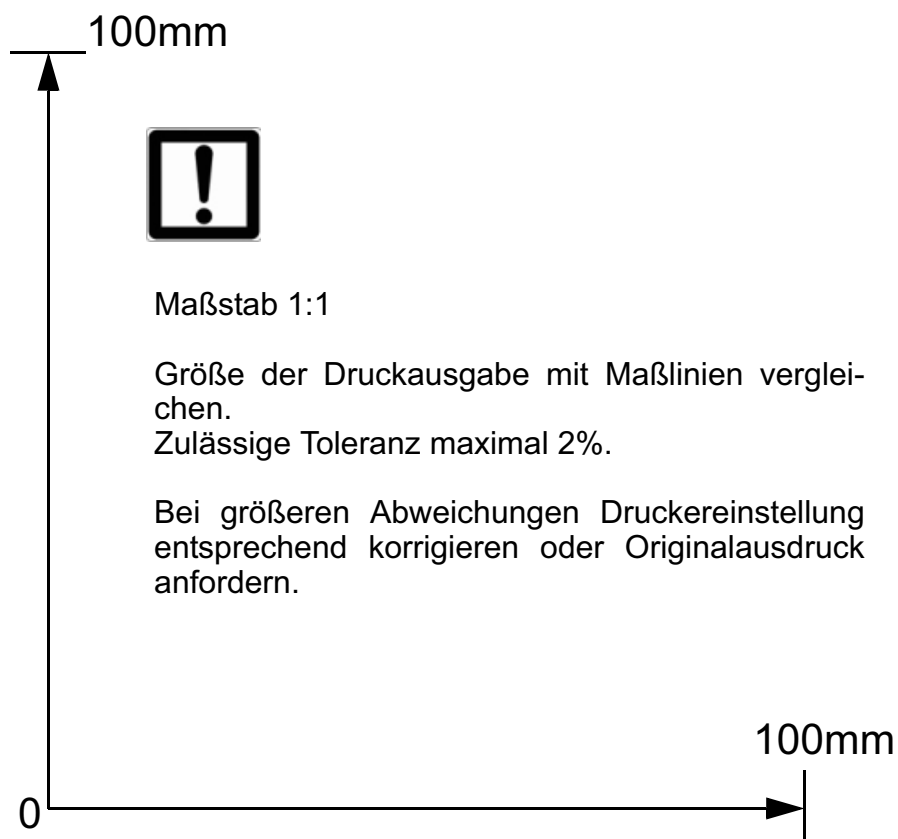 100mm
!
Maßstab 1:1
Größe der Druckausgabe mit Maßlinien verglei-
chen.
Zulässige Toleranz maximal 2%.
Bei größeren Abweichungen Druckereinstellung
entsprechend korrigieren oder Originalausdruck
anfordern.
100mm
0